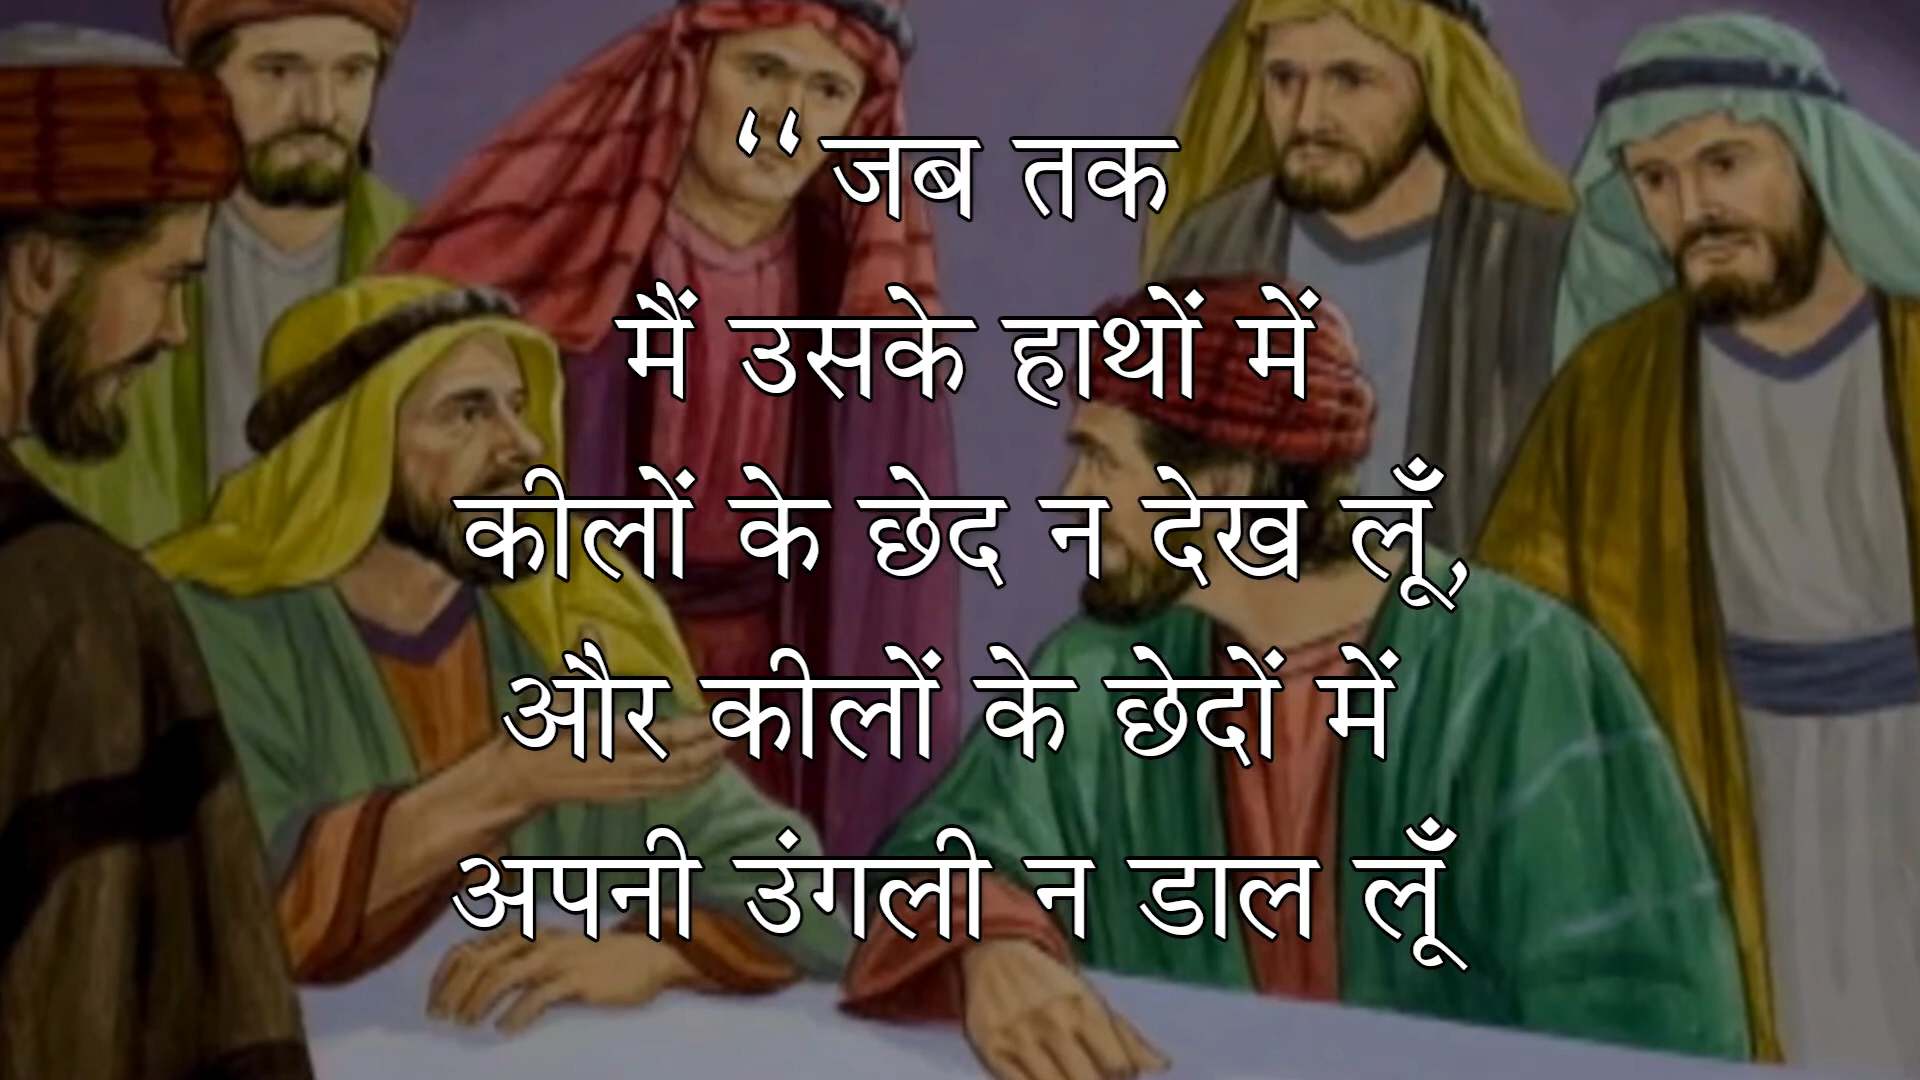 “जब तक
मैं उसके हाथों में
कीलों के छेद न देख लूँ,
और कीलों के छेदों में
अपनी उंगली न डाल लूँ